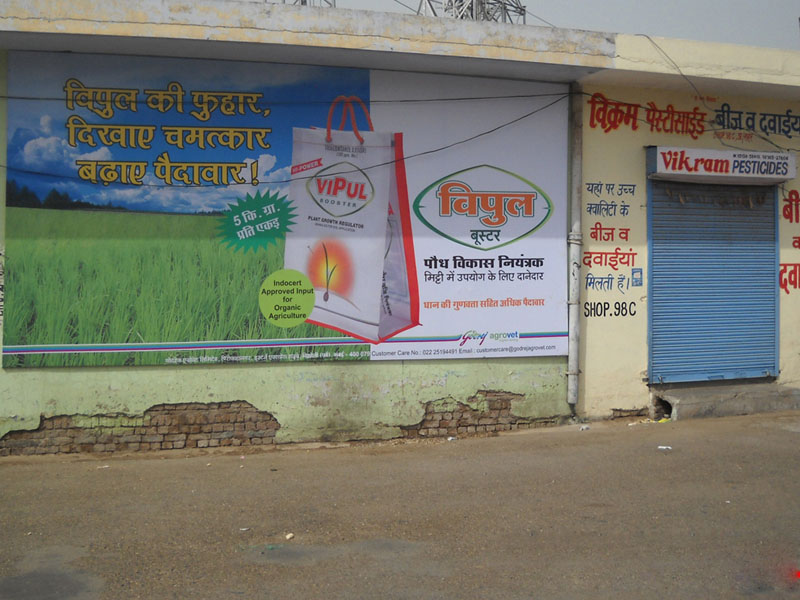 विपुल की फुहार,
दिखाए चमत्कार
बढ़ाए पैदावार !
5 कि.ग्रा.
प्रति एकड़
ViPUL
BOOSTER
PLANT GROWTH REGULATOR
Indocert
Approved Input
for
Organic
Agriculture
विपुल
बूस्टर
पौध विकास नियंत्रक
मिट्टी में उपयोग के लिए दानेदार
धान की गुणवता सहित अधिक पैदावार
Godrej agrovet
Customer Care No.: 022 25194491 Email : customercare@godrejagrovet.com
विक्रम पैस्टीसाईड बीज व दवाईयां
Vikram PESTICIDES
यहां पर उच्च
क्वालिटी के
बीज व
दवाईयां
मिलती हैं।
SHOP.98C
बीज
व